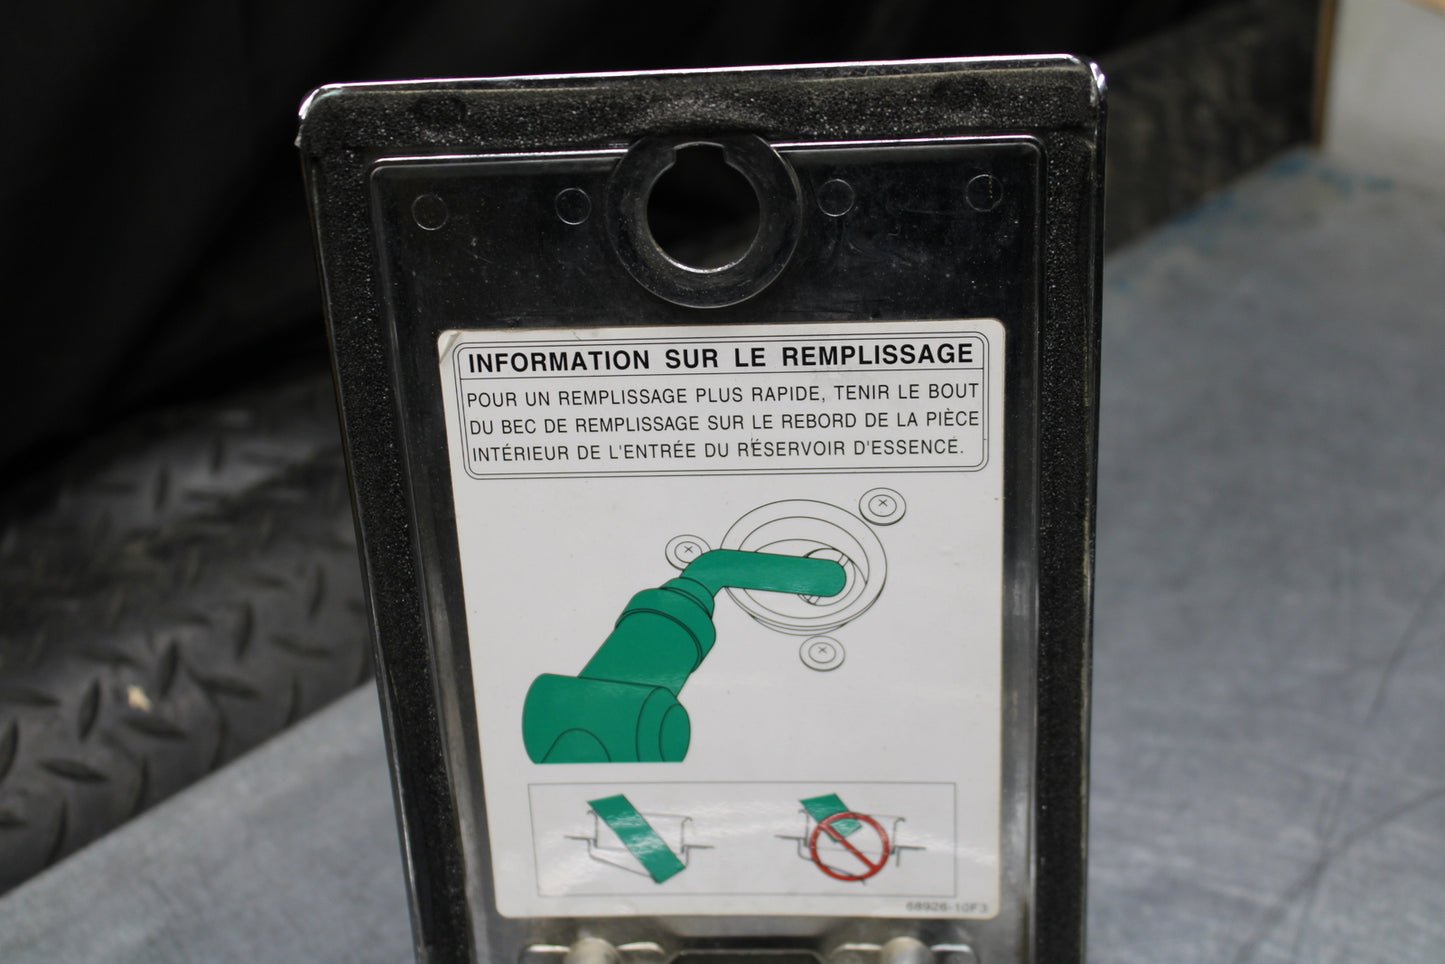 INFORMATION SUR LE REMPLISSAGE
POUR UN REMPLISSAGE PLUS RAPIDE, TENIR LE BOUT
DU BEC DE REMPLISSAGE SUR LE REBORD DE LA PIÈCE
INTÉRIEUR DE L'ENTRÉE DU RÉSERVOIR D'ESSENCE.
68926-10F3